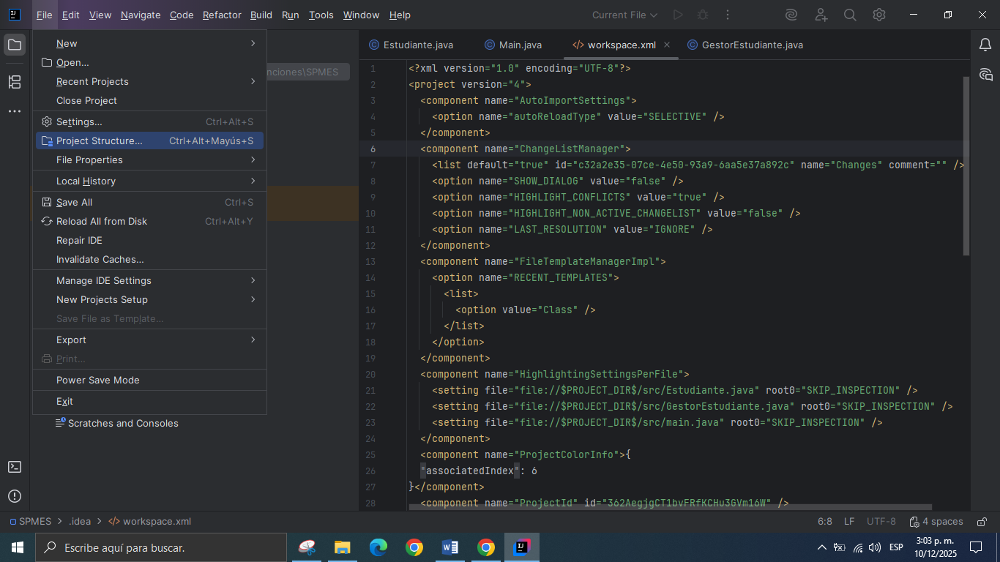 File Edit View Navigate Code Refactor Build Run Tools Window Help
Current File
New
Open...
Recent Projects
Close Project
Settings... Ctrl+Alt+S
Project Structure... Ctrl+Alt+Mayús+S
File Properties
Local History
Save All Ctrl+S
Reload All from Disk Ctrl+Alt+Y
Repair IDE
Invalidate Caches...
Manage IDE Settings
New Projects Setup
Save File as Template...
Export
Print...
Power Save Mode
Exit
nciones\SPMES
Scratches and Consoles
Estudiante.java Main.java workspace.xml GestorEstudiante.java
1 <?xml version="1.0" encoding="UTF-8"?>
2 <project version="4">
3 <component name="AutoImportSettings">
4 <option name="autoReloadType" value="SELECTIVE" />
5 </component>
6 <component name="ChangeListManager">
7 <list default="true" id="c32a2e35-07ce-4e50-93a9-6aa5e37a892c" name="Changes" comment="" />
8 <option name="SHOW_DIALOG" value="false" />
9 <option name="HIGHLIGHT_CONFLICTS" value="true" />
10 <option name="HIGHLIGHT_NON_ACTIVE_CHANGELIST" value="false" />
11 <option name="LAST_RESOLUTION" value="IGNORE" />
12 </component>
13 <component name="FileTemplateManagerImpl">
14 <option name="RECENT_TEMPLATES">
15 <list>
16 <option value="Class" />
17 </list>
18 </option>
19 </component>
20 <component name="HighlightingSettingsPerFile">
21 <setting file="file://$PROJECT_DIR$/src/Estudiante.java" root0="SKIP_INSPECTION" />
22 <setting file="file://$PROJECT_DIR$/src/GestorEstudiante.java" root0="SKIP_INSPECTION" />
23 <setting file="file://$PROJECT_DIR$/src/main.java" root0="SKIP_INSPECTION" />
24 </component>
25 <component name="ProjectColorInfo">{
26 "associatedIndex": 6
27 }</component>
28 <component name="ProjectId" id= />
SPMES > .idea > workspace.xml
6:8 LF UTF-8 4 spaces
Escribe aquí para buscar.
ESP
3:03 p. m.
10/12/2025